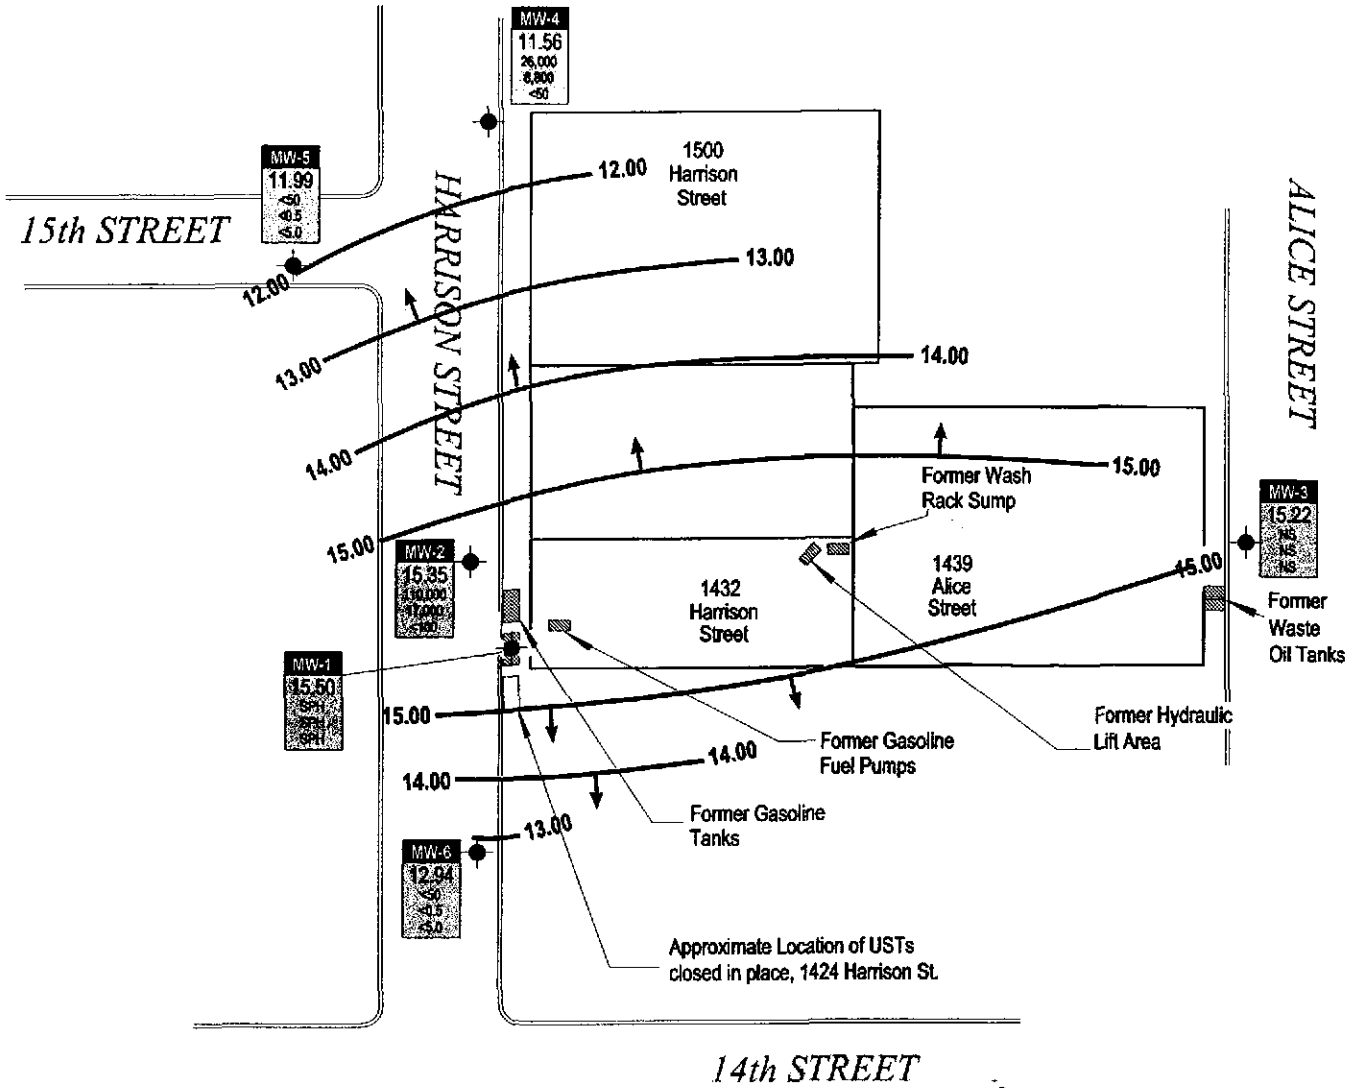 MW-4
11.56
26,000
8,800
<50
MW-5
11.99
<50
<0.5
<5.0
15th STREET
HARRISON STREET
ALICE STREET
1500
Harrison
Street
12.00
12.00
13.00
13.00
14.00
14.00
15.00
15.00
Former Wash
Rack Sump
MW-3
15.22
NS
NS
NS
MW-2
15.35
110,000
17,000
<100
1432
Harrison
Street
1439
Alice
Street
15.00
Former
Waste
Oil Tanks
MW-1
15.50
SPH
SPH
SPH
15.00
Former Hydraulic
Lift Area
Former Gasoline
Fuel Pumps
14.00
14.00
Former Gasoline
Tanks
13.00
MW-6
12.94
<50
<0.5
<5.0
Approximate Location of USTs
closed in place, 1424 Harrison St.
14th STREET